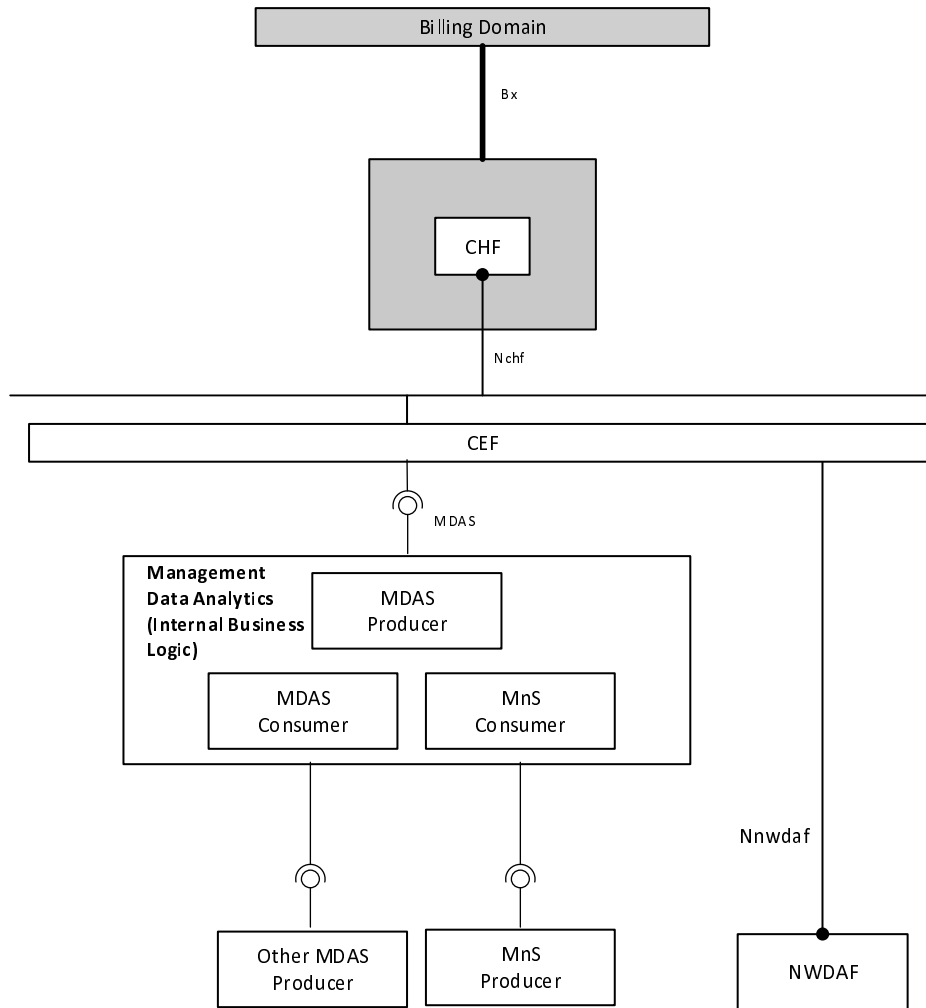 Billing Domain
Bx
CHF
Nchf
CEF
MDAS
Management
Data Analytics
(Internal Business
Logic)
MDAS
Producer
MDAS
Consumer
MnS
Consumer
Nnwdaf
Other MDAS
Producer
MnS
Producer
NWDAF